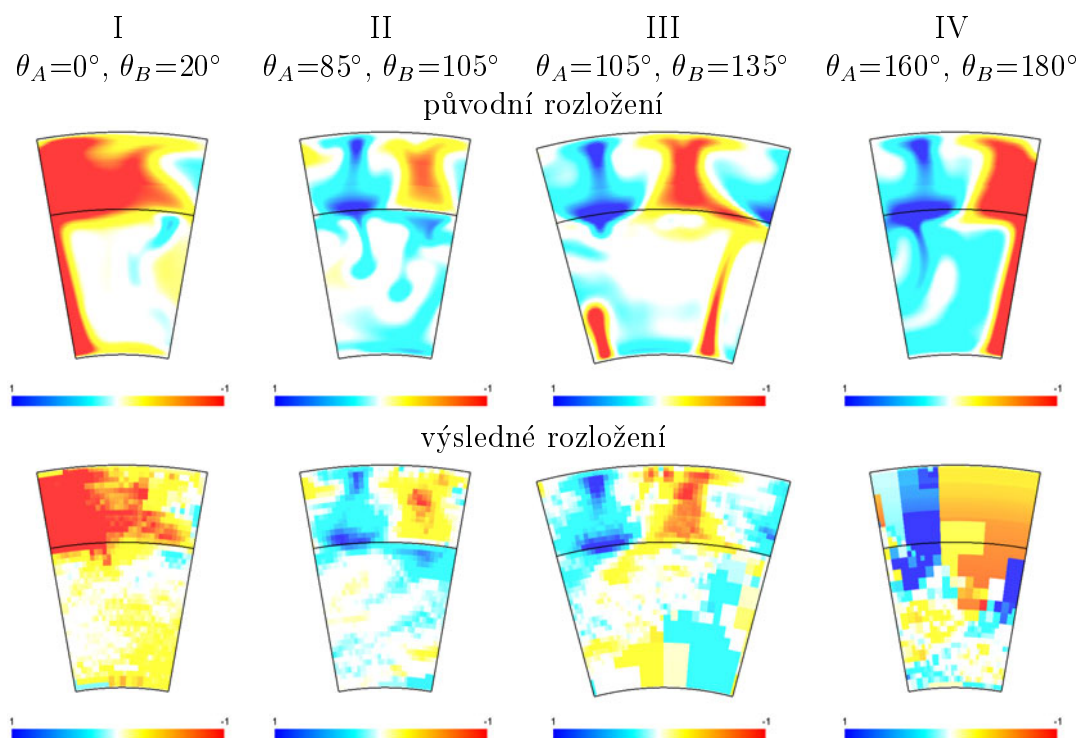 I II III IV
θ_A=0°, θ_B=20° θ_A=85°, θ_B=105° θ_A=105°, θ_B=135° θ_A=160°, θ_B=180°
původní rozložení
1 -1 1 -1 1 -1 1 -1
výsledné rozložení
1 -1 1 -1 1 -1 1 -1